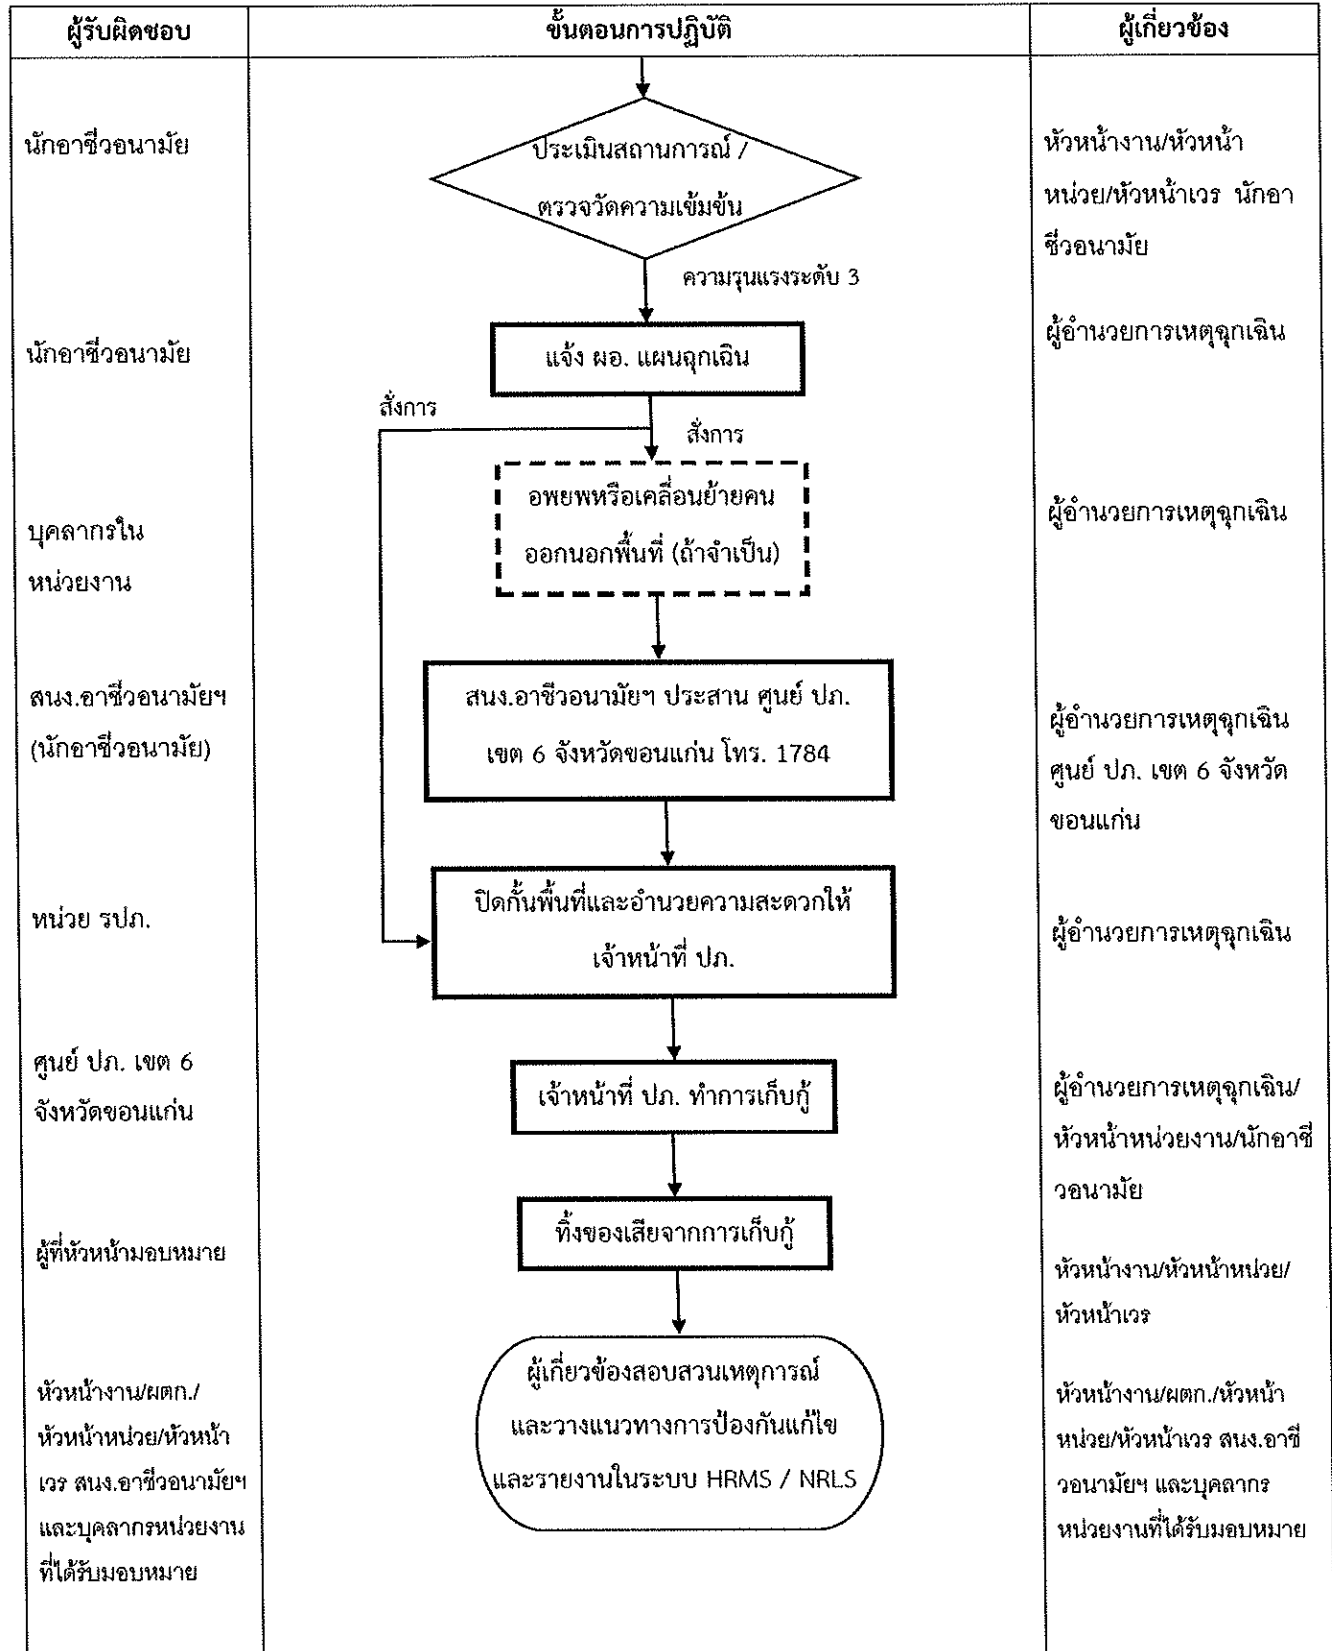 ผู้รับผิดชอบ
ขั้นตอนการปฏิบัติ
ผู้เกี่ยวข้อง
นักอาชีวอนามัย
ประเมินสถานการณ์ /
ตรวจวัดความเข้มข้น
หัวหน้างาน/หัวหน้า
หน่วย/หัวหน้าเวร นักอา
ชีวอนามัย
ความรุนแรงระดับ 3
นักอาชีวอนามัย
แจ้ง ผอ. แผนฉุกเฉิน
ผู้อำนวยการเหตุฉุกเฉิน
สั่งการ
สั่งการ
บุคลากรใน
หน่วยงาน
อพยพหรือเคลื่อนย้ายคน
ออกนอกพื้นที่ (ถ้าจำเป็น)
ผู้อำนวยการเหตุฉุกเฉิน
สนง.อาชีวอนามัยฯ
(นักอาชีวอนามัย)
สนง.อาชีวอนามัยฯ ประสาน ศูนย์ ปภ.
เขต 6 จังหวัดขอนแก่น โทร. 1784
ผู้อำนวยการเหตุฉุกเฉิน
ศูนย์ ปภ. เขต 6 จังหวัด
ขอนแก่น
หน่วย รปภ.
ปิดกั้นพื้นที่และอำนวยความสะดวกให้
เจ้าหน้าที่ ปภ.
ผู้อำนวยการเหตุฉุกเฉิน
ศูนย์ ปภ. เขต 6
จังหวัดขอนแก่น
เจ้าหน้าที่ ปภ. ทำการเก็บกู้
ผู้อำนวยการเหตุฉุกเฉิน/
หัวหน้าหน่วยงาน/นักอาชี
วอนามัย
ผู้ที่หัวหน้ามอบหมาย
ทิ้งของเสียจากการเก็บกู้
หัวหน้างาน/หัวหน้าหน่วย/
หัวหน้าเวร
หัวหน้างาน/ผตก./
หัวหน้าหน่วย/หัวหน้า
เวร สนง.อาชีวอนามัยฯ
และบุคลากรหน่วยงาน
ที่ได้รับมอบหมาย
ผู้เกี่ยวข้องสอบสวนเหตุการณ์
และวางแนวทางการป้องกันแก้ไข
และรายงานในระบบ HRMS / NRLS
หัวหน้างาน/ผตก./หัวหน้า
หน่วย/หัวหน้าเวร สนง.อาชี
วอนามัยฯ และบุคลากร
หน่วยงานที่ได้รับมอบหมาย